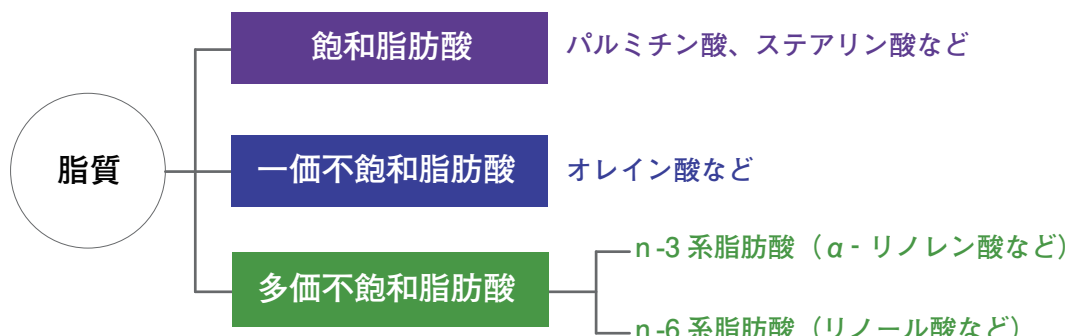 飽和脂肪酸 パルミチン酸、ステアリン酸など
脂質
一価不飽和脂肪酸 オレイン酸など
多価不飽和脂肪酸
n-3 系脂肪酸（α- リノレン酸など）
n-6 系脂肪酸（リノール酸など）